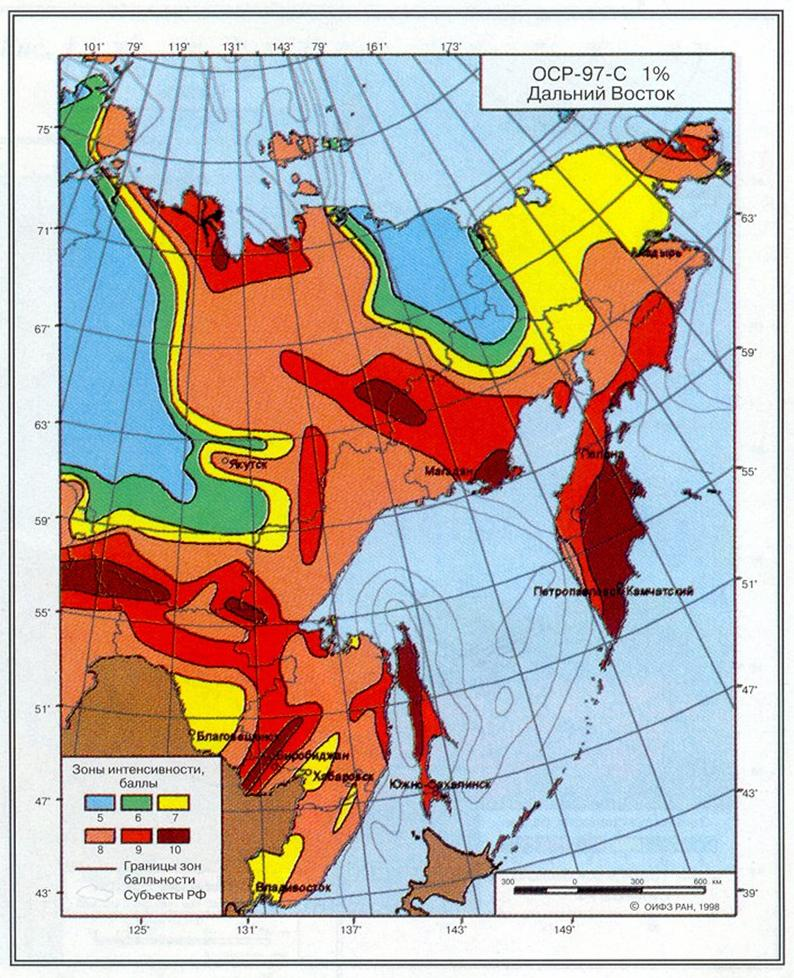 101° 79° 119° 131° 143° 79° 161° 173°
ОСР-97-С 1%
Дальний Восток
75°
71°
67°
63°
59°
55°
51°
47°
43°
63°
59°
55°
51°
47°
43°
39°
Анадырь
Якутск
Магадан
Палана
Петропавловск-Камчатский
Благовещенск
Биробиджан
Хабаровск
Южно-Сахалинск
Владивосток
Зоны интенсивности,
баллы
5 6 7
8 9 10
Границы зон
балльности
Субъекты РФ
300 0 300 600 км.
© ОИФЗ РАН, 1998
125° 131° 137° 143° 149°